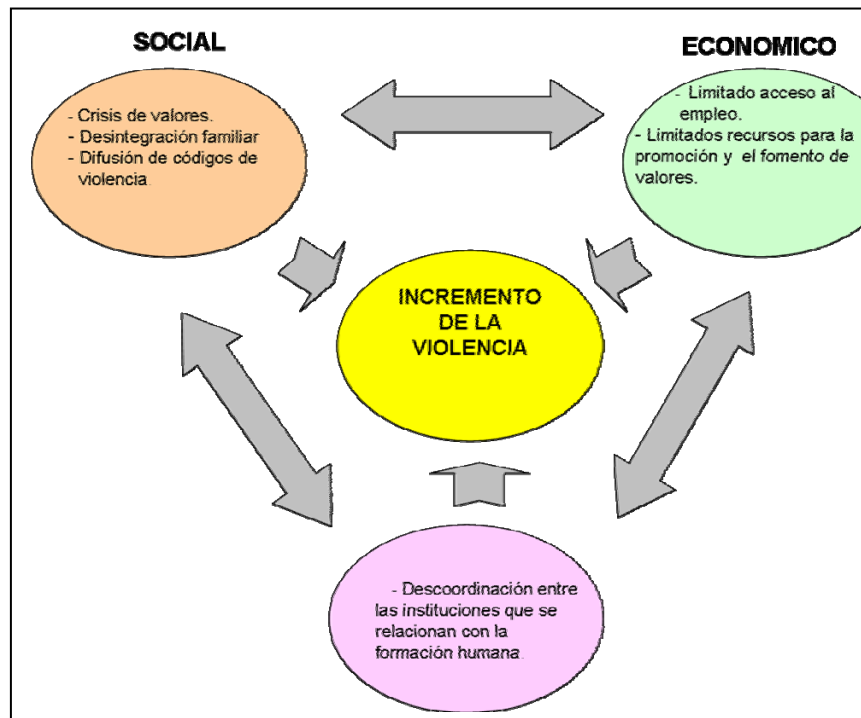 SOCIAL
ECONOMICO
- Crisis de valores.
- Desintegración familiar
- Difusión de códigos de
violencia.
- Limitado acceso al
empleo.
- Limitados recursos para la
promoción y el fomento de
valores.
INCREMENTO
DE LA
VIOLENCIA
- Descoordinación entre
las instituciones que se
relacionan con la
formación humana.